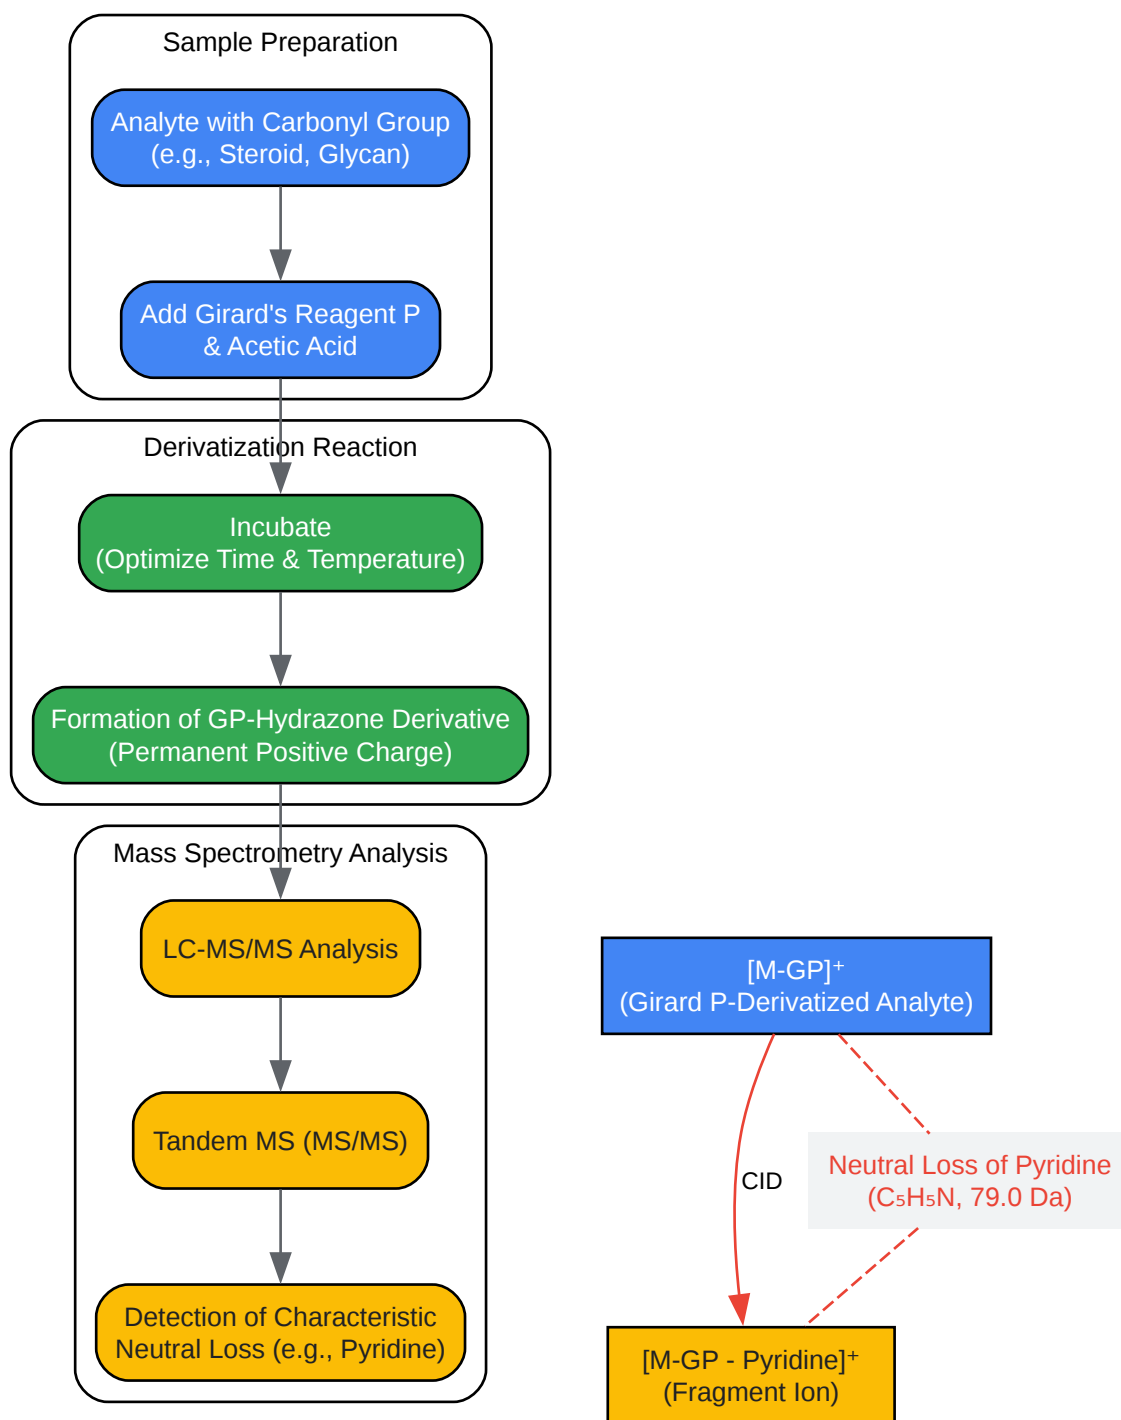 Sample Preparation
Analyte with Carbonyl Group
(e.g., Steroid, Glycan)
Add Girard's Reagent P
& Acetic Acid
Derivatization Reaction
Incubate
(Optimize Time & Temperature)
Formation of GP-Hydrazone Derivative
(Permanent Positive Charge)
Mass Spectrometry Analysis
LC-MS/MS Analysis
Tandem MS (MS/MS)
Detection of Characteristic
Neutral Loss (e.g., Pyridine)
[M-GP]⁺
(Girard P-Derivatized Analyte)
CID
Neutral Loss of Pyridine
(C₅H₅N, 79.0 Da)
[M-GP - Pyridine]⁺
(Fragment Ion)